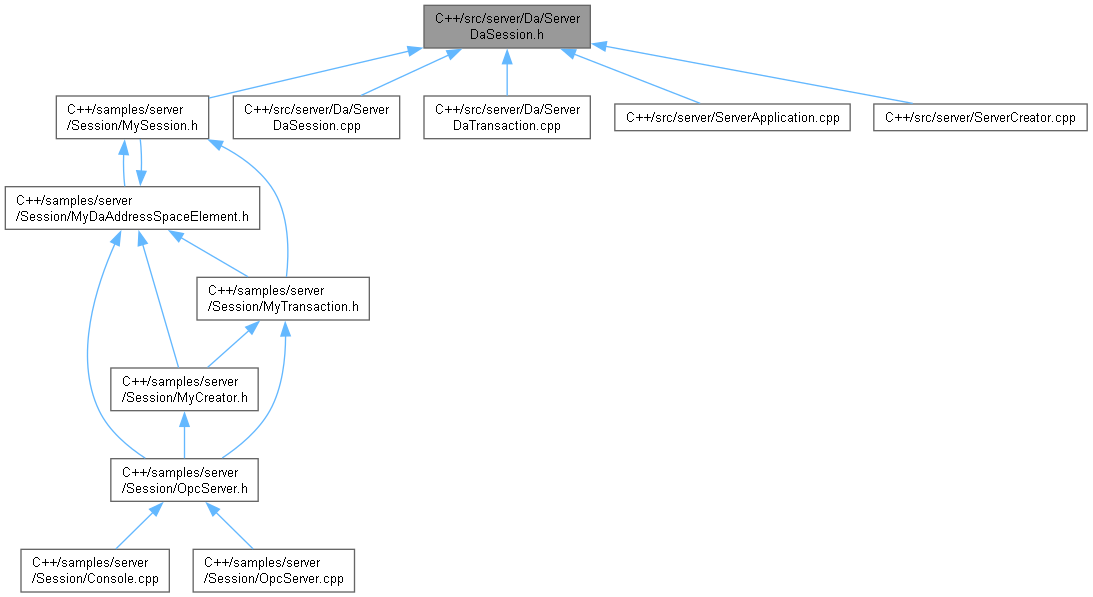 C++/src/server/Da/Server
DaSession.h
C++/samples/server
/Session/MySession.h
C++/src/server/Da/Server
DaSession.cpp
C++/src/server/Da/Server
DaTransaction.cpp
C++/src/server/ServerApplication.cpp
C++/src/server/ServerCreator.cpp
C++/samples/server
/Session/MyDaAddressSpaceElement.h
C++/samples/server
/Session/MyTransaction.h
C++/samples/server
/Session/MyCreator.h
C++/samples/server
/Session/OpcServer.h
C++/samples/server
/Session/Console.cpp
C++/samples/server
/Session/OpcServer.cpp